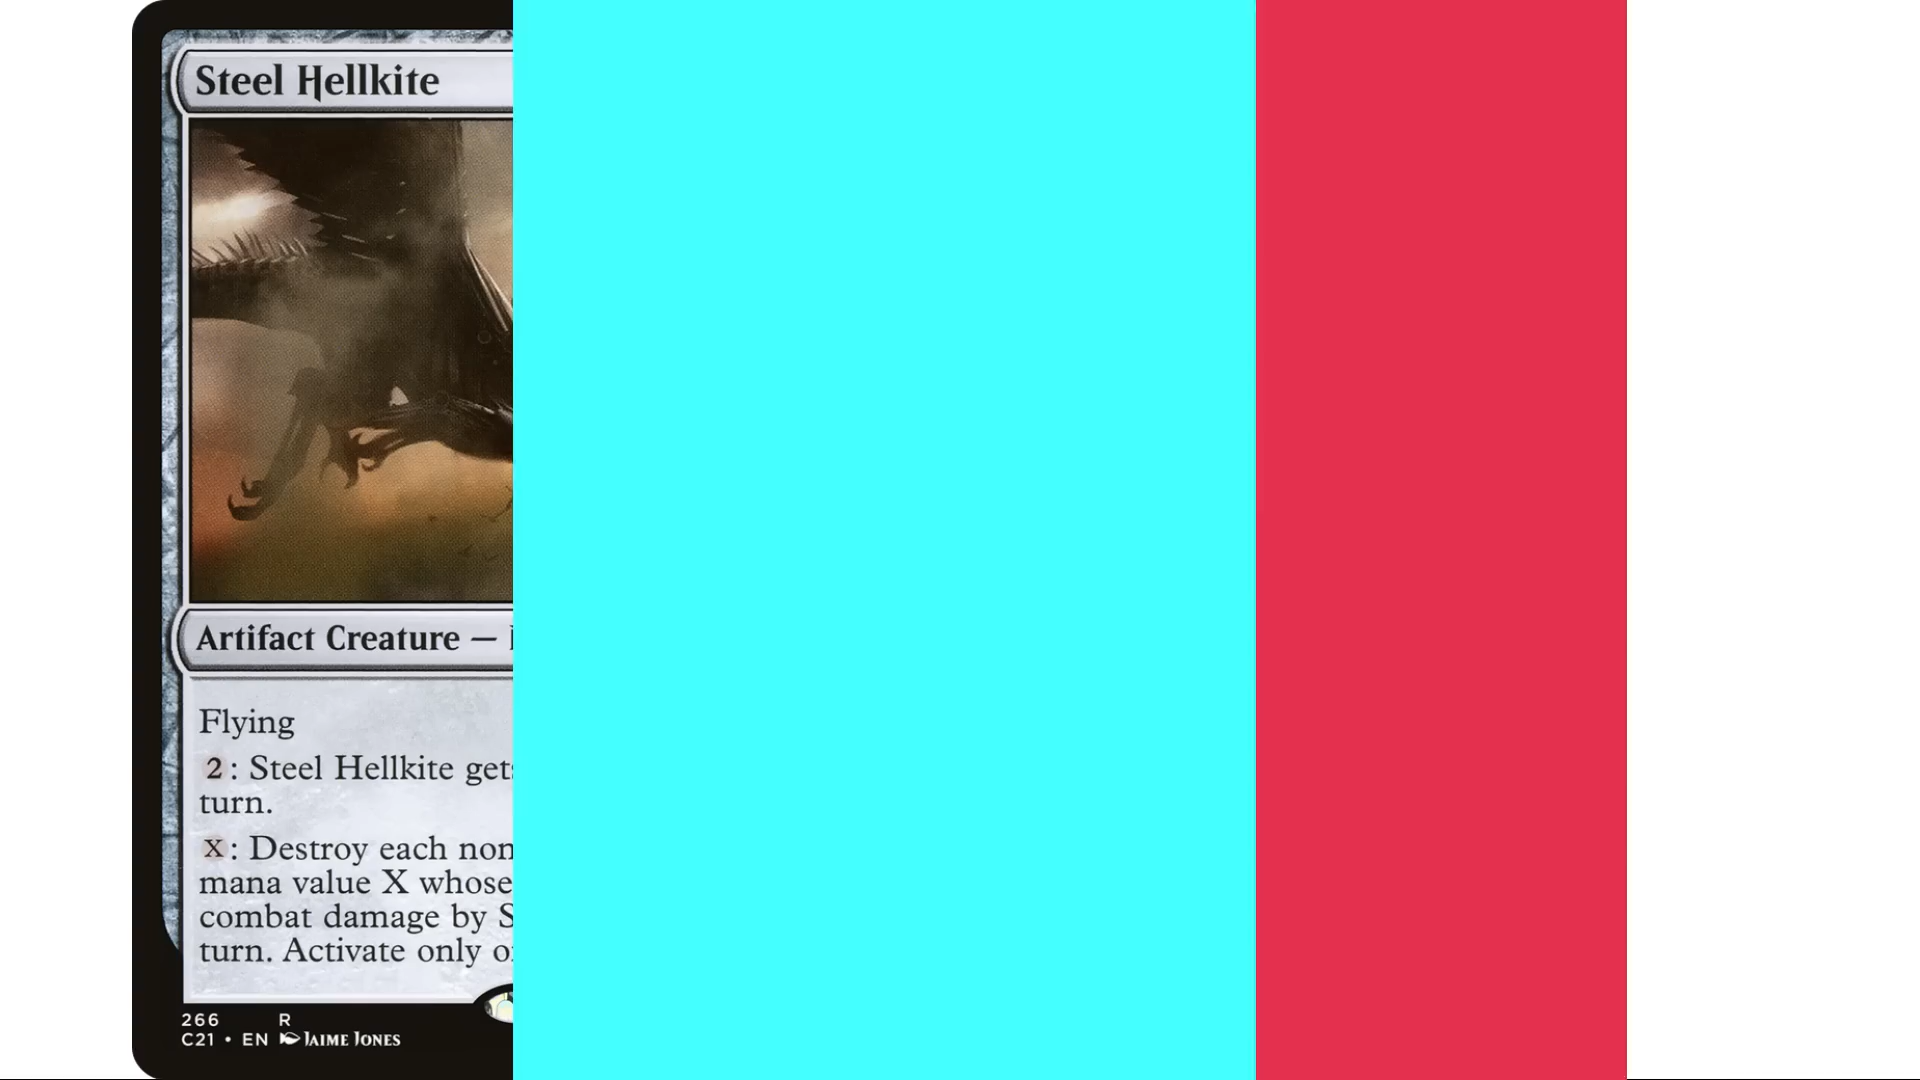 Steel Hellkite
Artifact Creature —
Flying
2: Steel Hellkite gets
turn.
X: Destroy each non
mana value X whose
combat damage by S
turn. Activate only o
266 R
C21 • EN JAIME JONES